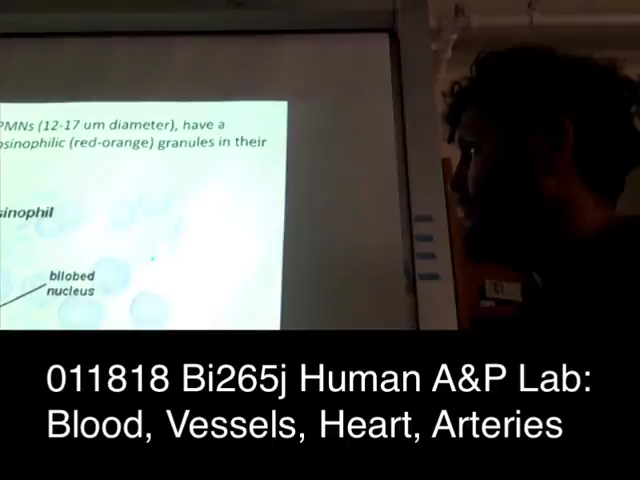 PMNs (12-17 um diameter), have a
osinophilic (red-orange) granules in their
sinophil
bilobed
nucleus
011818 Bi265j Human A&P Lab:
Blood, Vessels, Heart, Arteries